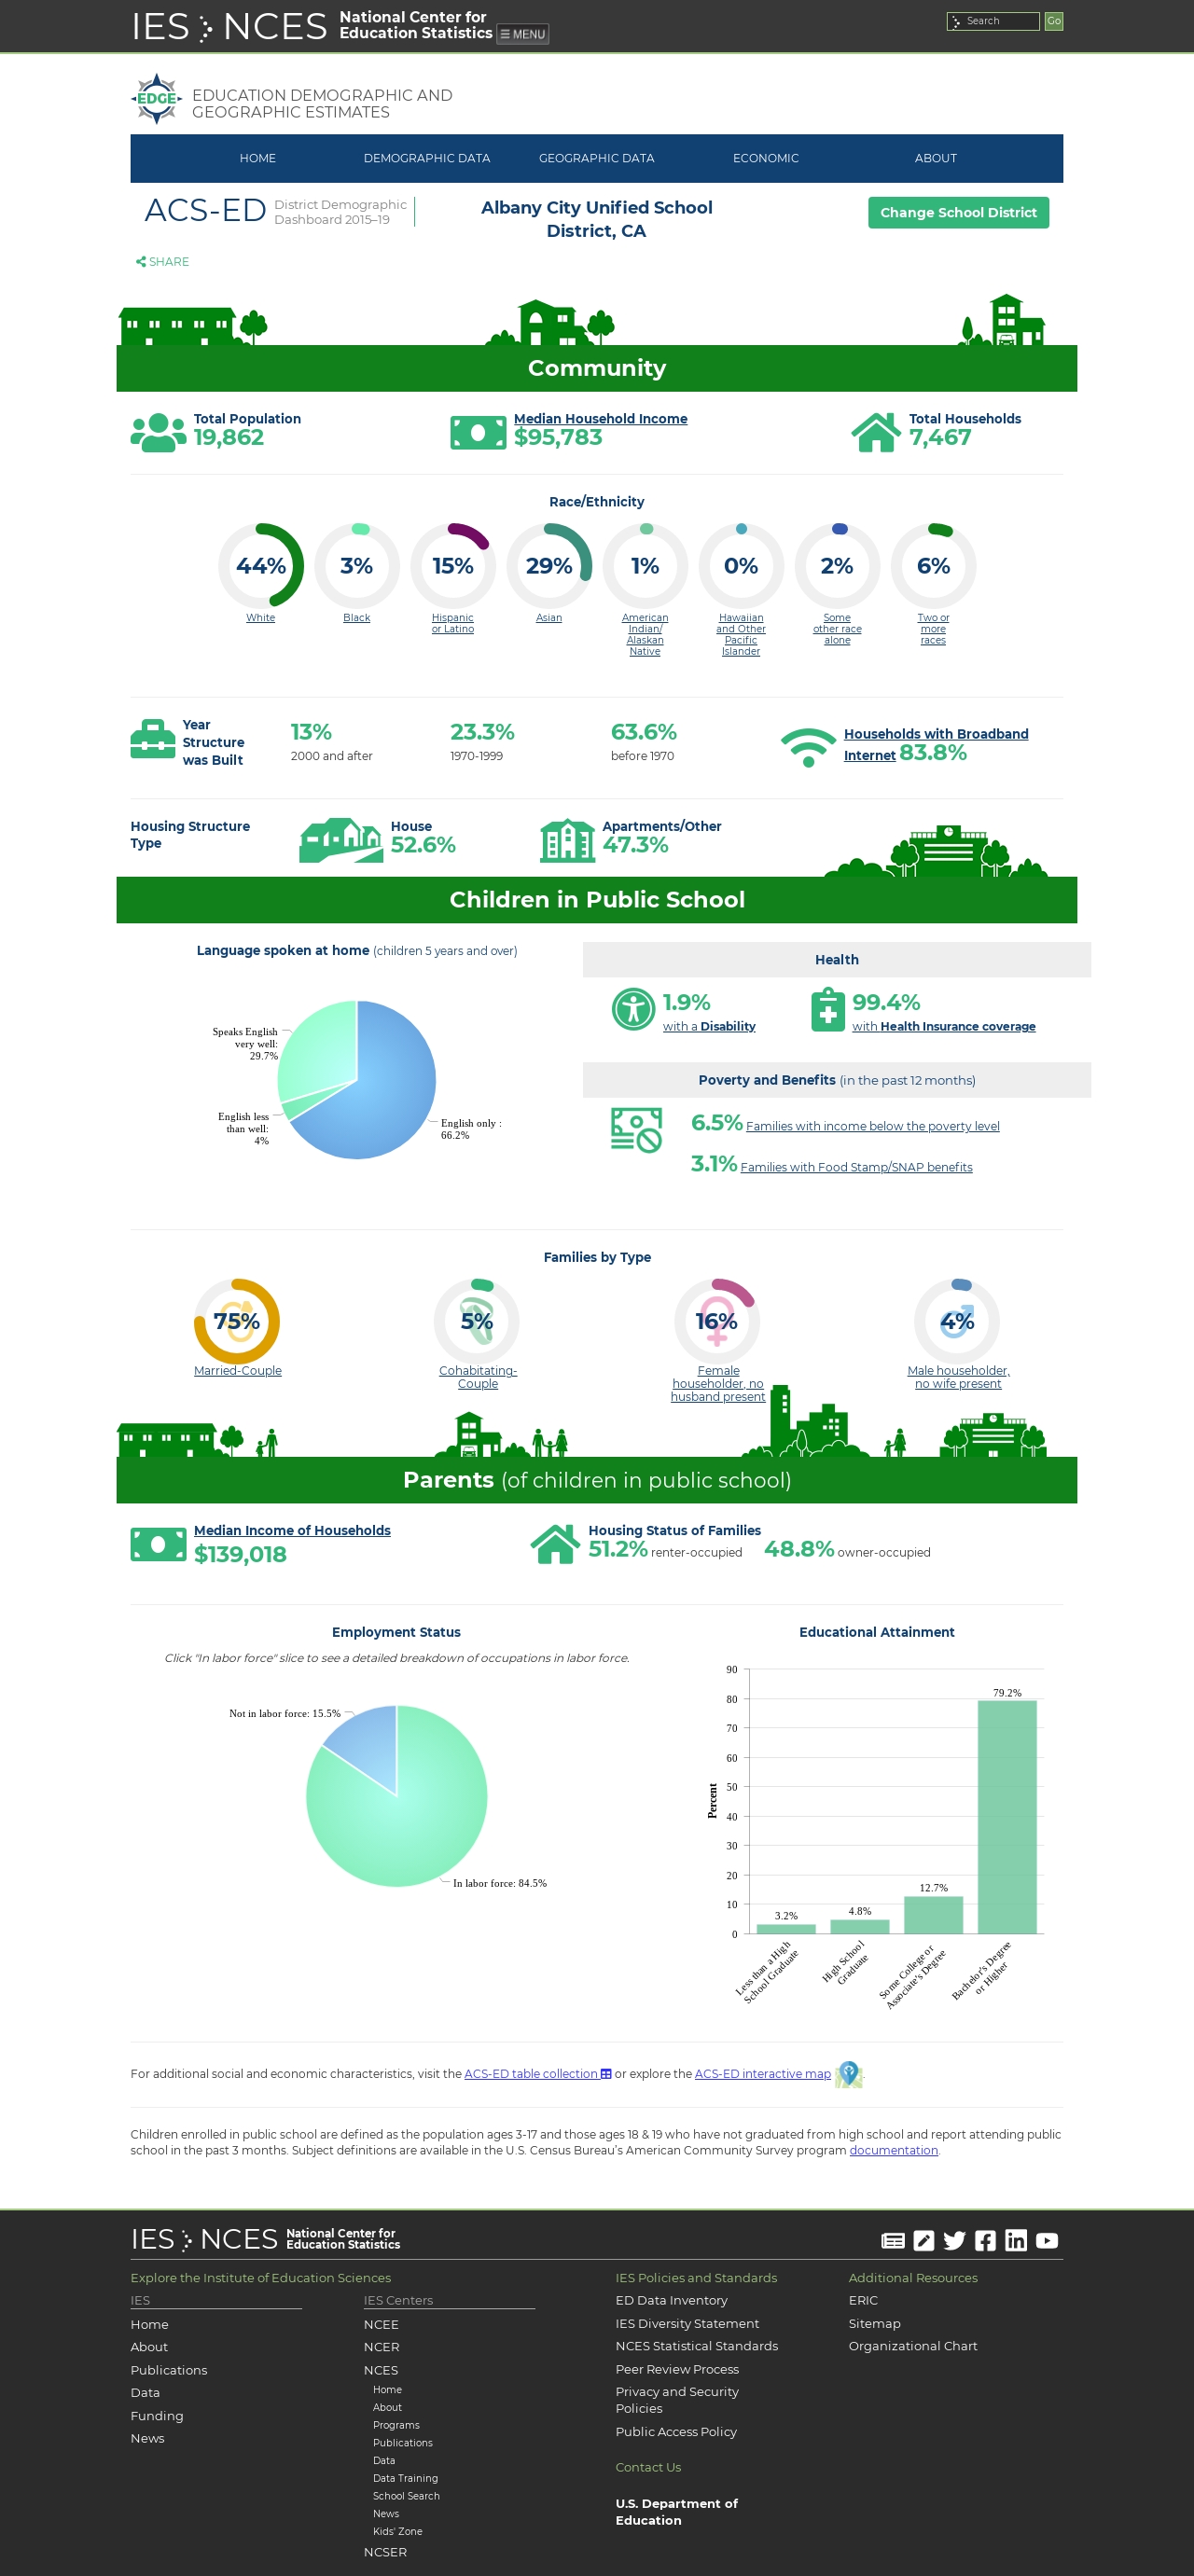 IES NCES National Center for
Education Statistics ☰ MENU
Search Go
EDGE EDUCATION DEMOGRAPHIC AND
GEOGRAPHIC ESTIMATES
HOME DEMOGRAPHIC DATA GEOGRAPHIC DATA ECONOMIC ABOUT
ACS-ED District Demographic
Dashboard 2015–19
Albany City Unified School
District, CA
Change School District
SHARE
Community
Total Population
19,862
Median Household Income
$95,783
Total Households
7,467
Race/Ethnicity
44% 3% 15% 29% 1% 0% 2% 6%
White
Black
Hispanic
or Latino
Asian
American
Indian/
Alaskan
Native
Hawaiian
and Other
Pacific
Islander
Some
other race
alone
Two or
more
races
Year
Structure
was Built
13%
2000 and after
23.3%
1970-1999
63.6%
before 1970
Households with Broadband
Internet 83.8%
Housing Structure
Type
House
52.6%
Apartments/Other
47.3%
Children in Public School
Language spoken at home (children 5 years and over)
Speaks English
very well:
29.7%
English less
than well:
4%
English only :
66.2%
Health
1.9%
with a Disability
99.4%
with Health Insurance coverage
Poverty and Benefits (in the past 12 months)
6.5% Families with income below the poverty level
3.1% Families with Food Stamp/SNAP benefits
Families by Type
75% 5% 16% 4%
Married-Couple
Cohabitating-
Couple
Female
householder, no
husband present
Male householder,
no wife present
Parents (of children in public school)
Median Income of Households
$139,018
Housing Status of Families
51.2% renter-occupied 48.8% owner-occupied
Employment Status
Click "In labor force" slice to see a detailed breakdown of occupations in labor force.
Not in labor force: 15.5%
In labor force: 84.5%
Educational Attainment
Percent
90
80
70
60
50
40
30
20
10
0
3.2%
4.8%
12.7%
79.2%
Less than a High
School Graduate
High School
Graduate
Some College or
Associate's Degree
Bachelor's Degree
or Higher
For additional social and economic characteristics, visit the ACS-ED table collection or explore the ACS-ED interactive map .
Children enrolled in public school are defined as the population ages 3-17 and those ages 18 & 19 who have not graduated from high school and report attending public
school in the past 3 months. Subject definitions are available in the U.S. Census Bureau's American Community Survey program documentation.
IES NCES National Center for
Education Statistics
Explore the Institute of Education Sciences
IES
Home
About
Publications
Data
Funding
News
IES Centers
NCEE
NCER
NCES
Home
About
Programs
Publications
Data
Data Training
School Search
News
Kids' Zone
NCSER
IES Policies and Standards
ED Data Inventory
IES Diversity Statement
NCES Statistical Standards
Peer Review Process
Privacy and Security
Policies
Public Access Policy
Contact Us
U.S. Department of
Education
Additional Resources
ERIC
Sitemap
Organizational Chart